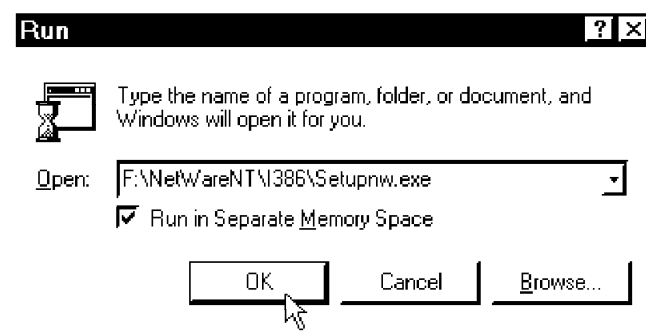 Run
Type the name of a program, folder, or document, and
Windows will open it for you.
Open: F:\NetWareNT\I386\Setupnw.exe
Run in Separate Memory Space
OK Cancel Browse...